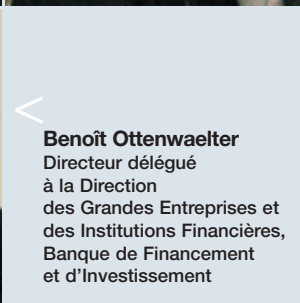 <
Benoît Ottenwaelter
Directeur délégué
à la Direction
des Grandes Entreprises et
des Institutions Financières,
Banque de Financement
et d’Investissement